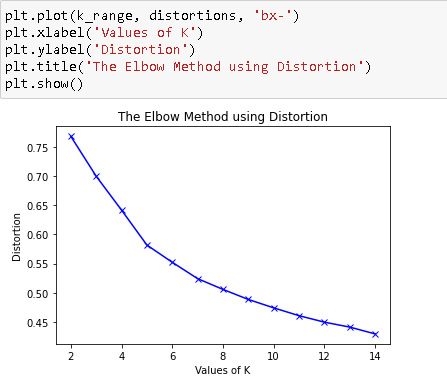 plt.plot(k_range, distortions, 'bx-')
plt.xlabel('Values of K')
plt.ylabel('Distortion')
plt.title('The Elbow Method using Distortion')
plt.show()
The Elbow Method using Distortion
0.75
0.70
0.65
0.60
0.55
0.50
0.45
Distortion
2 4 6 8 10 12 14
Values of K